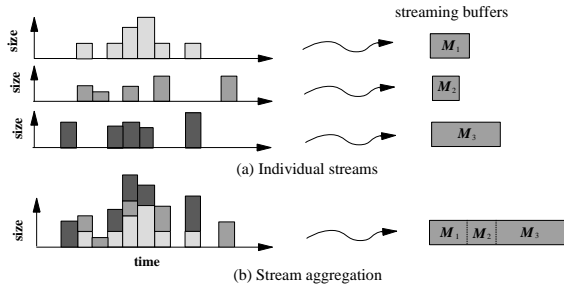 streaming buffers
size
M1
size
M2
size
M3
(a) Individual streams
size
M1 M2 M3
time
(b) Stream aggregation